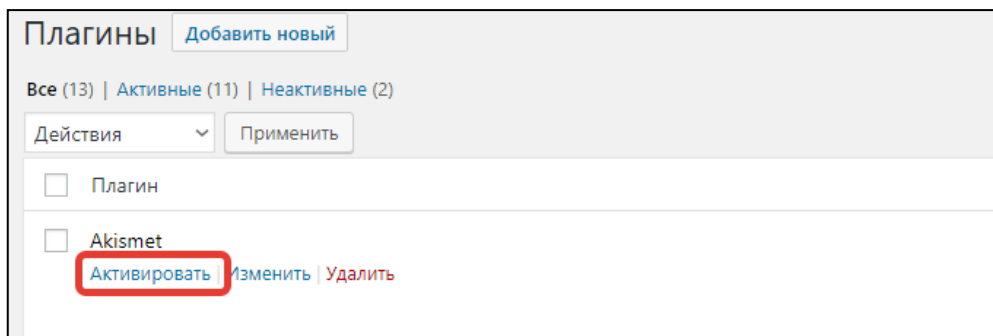 Плагины Добавить новый
Все (13) | Активные (11) | Неактивные (2)
Действия Применить
Плагин
Akismet
Активировать | Изменить | Удалить